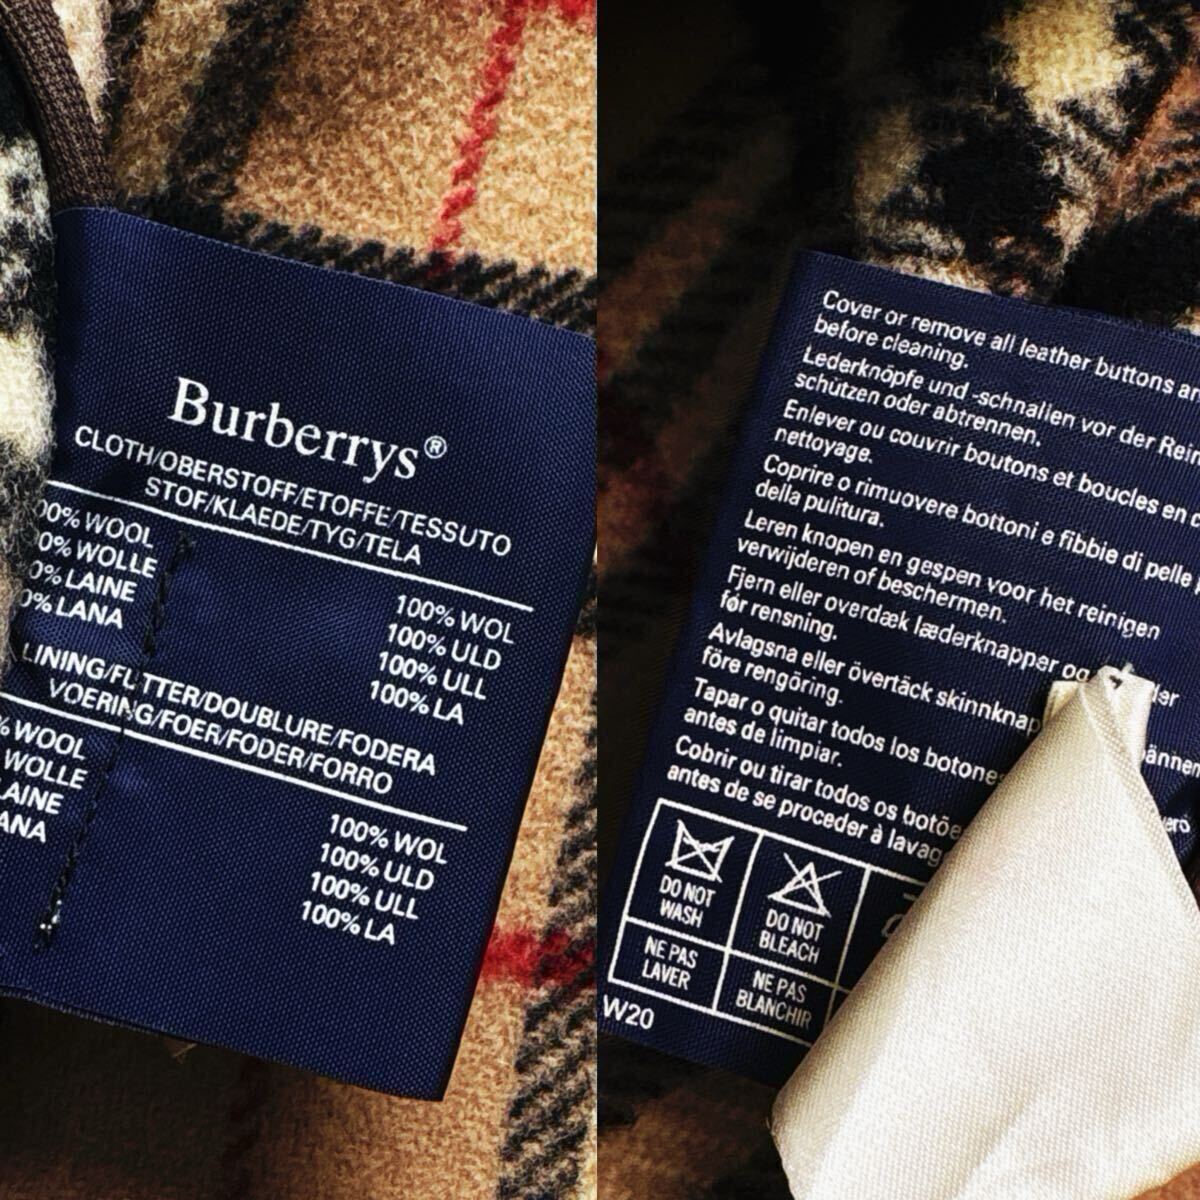 Burberrys®
CLOTH/OBERSTOFF/ETOFFE/TESSUTO
STOF/KLAEDE/TYG/TELA
00% WOOL
0% WOLLE
0% LAINE
0% LANA
100% WOL
100% ULD
100% ULL
100% LA
LINING/FUTTER/DOUBLURE/FODERA
VOERING/FOER/FODER/FORRO
% WOOL
WOLLE
LAINE
ANA
100% WOL
100% ULD
100% ULL
100% LA
Cover or remove all leather buttons an
before cleaning.
Lederknöpfe und -schnallen vor der Rein
schützen oder abtrennen.
Enlever ou couvrir boutons et boucles en
nettoyage.
Coprire o rimuovere bottoni e fibbie di pelle
della pulitura.
Leren knopen en gespen voor het reinigen
verwijderen of beschermen.
Fjern eller overdæk læderknapper og der
før rensning.
Avlagsna eller övertäck skinnknap änner
före rengöring.
Tapar o quitar todos los botone
antes de limpiar.
Cobrir ou tirar todos os botõe
antes de se proceder à lavag
DO NOT
WASH
DO NOT
BLEACH
NE PAS
LAVER
NE PAS
BLANCHIR
W20